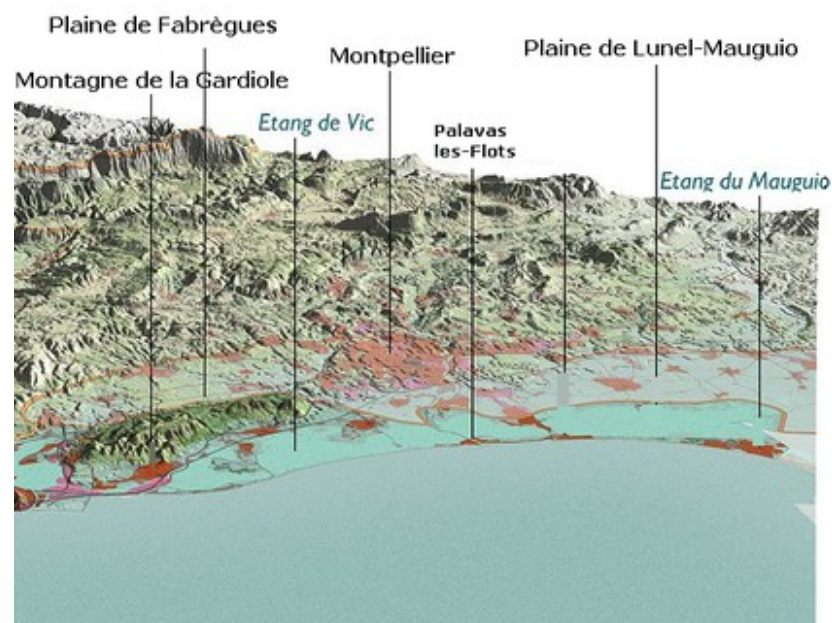 Plaine de Fabrègues
Montpellier
Plaine de Lunel-Mauguio
Montagne de la Gardiole
Etang de Vic
Palavas
les-Flots
Etang du Mauguio